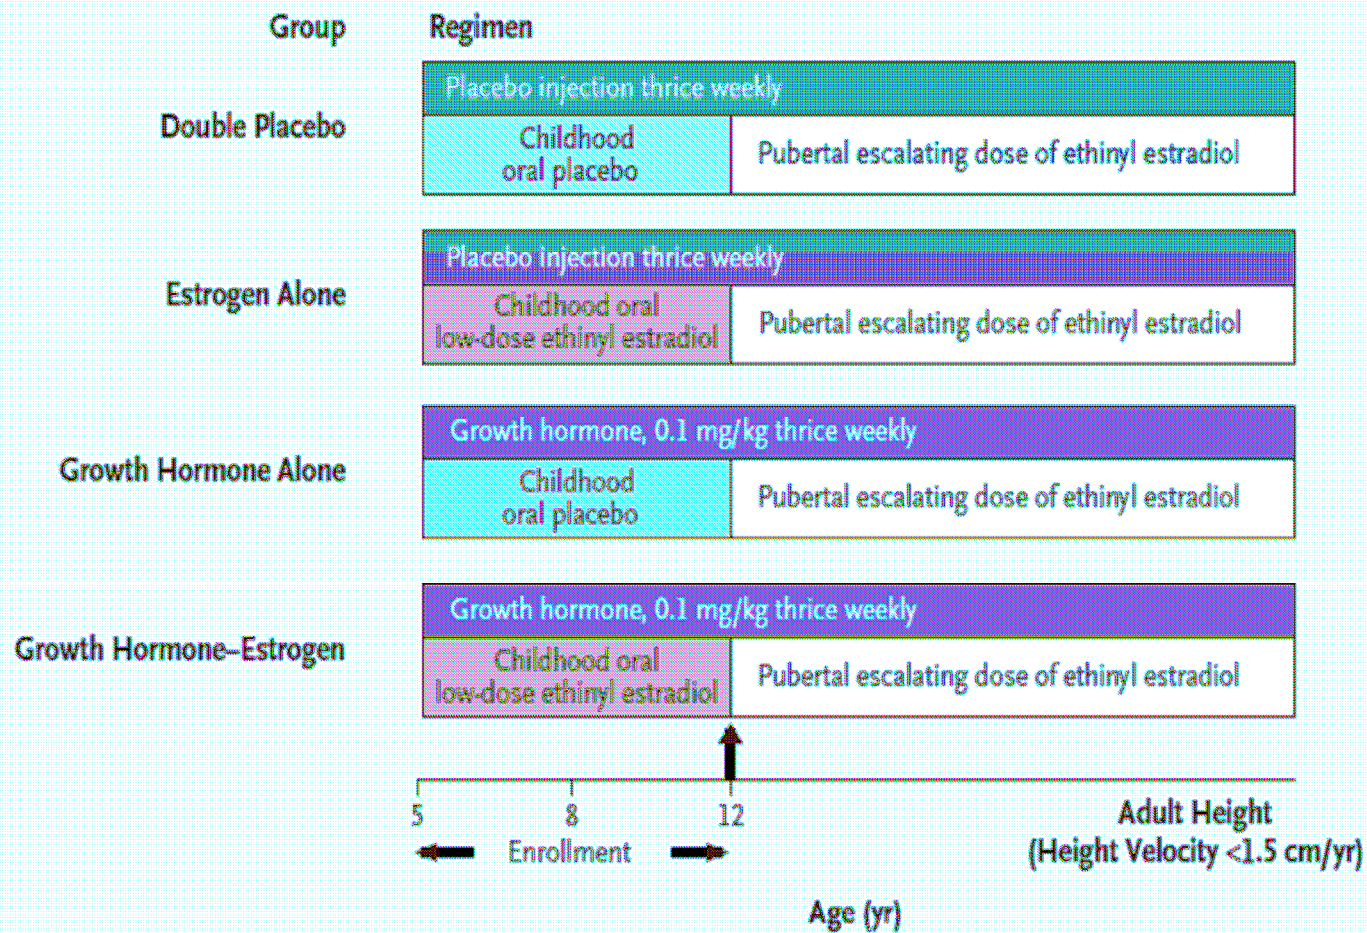 Group Regimen
Placebo injection thrice weekly
Double Placebo
Childhood
oral placebo
Pubertal escalating dose of ethinyl estradiol
Placebo injection thrice weekly
Estrogen Alone
Childhood oral
low-dose ethinyl estradiol
Pubertal escalating dose of ethinyl estradiol
Growth hormone, 0.1 mg/kg thrice weekly
Growth Hormone Alone
Childhood
oral placebo
Pubertal escalating dose of ethinyl estradiol
Growth hormone, 0.1 mg/kg thrice weekly
Growth Hormone–Estrogen
Childhood oral
low-dose ethinyl estradiol
Pubertal escalating dose of ethinyl estradiol
5 8 12
Adult Height
(Height Velocity <1.5 cm/yr)
Enrollment
Age (yr)